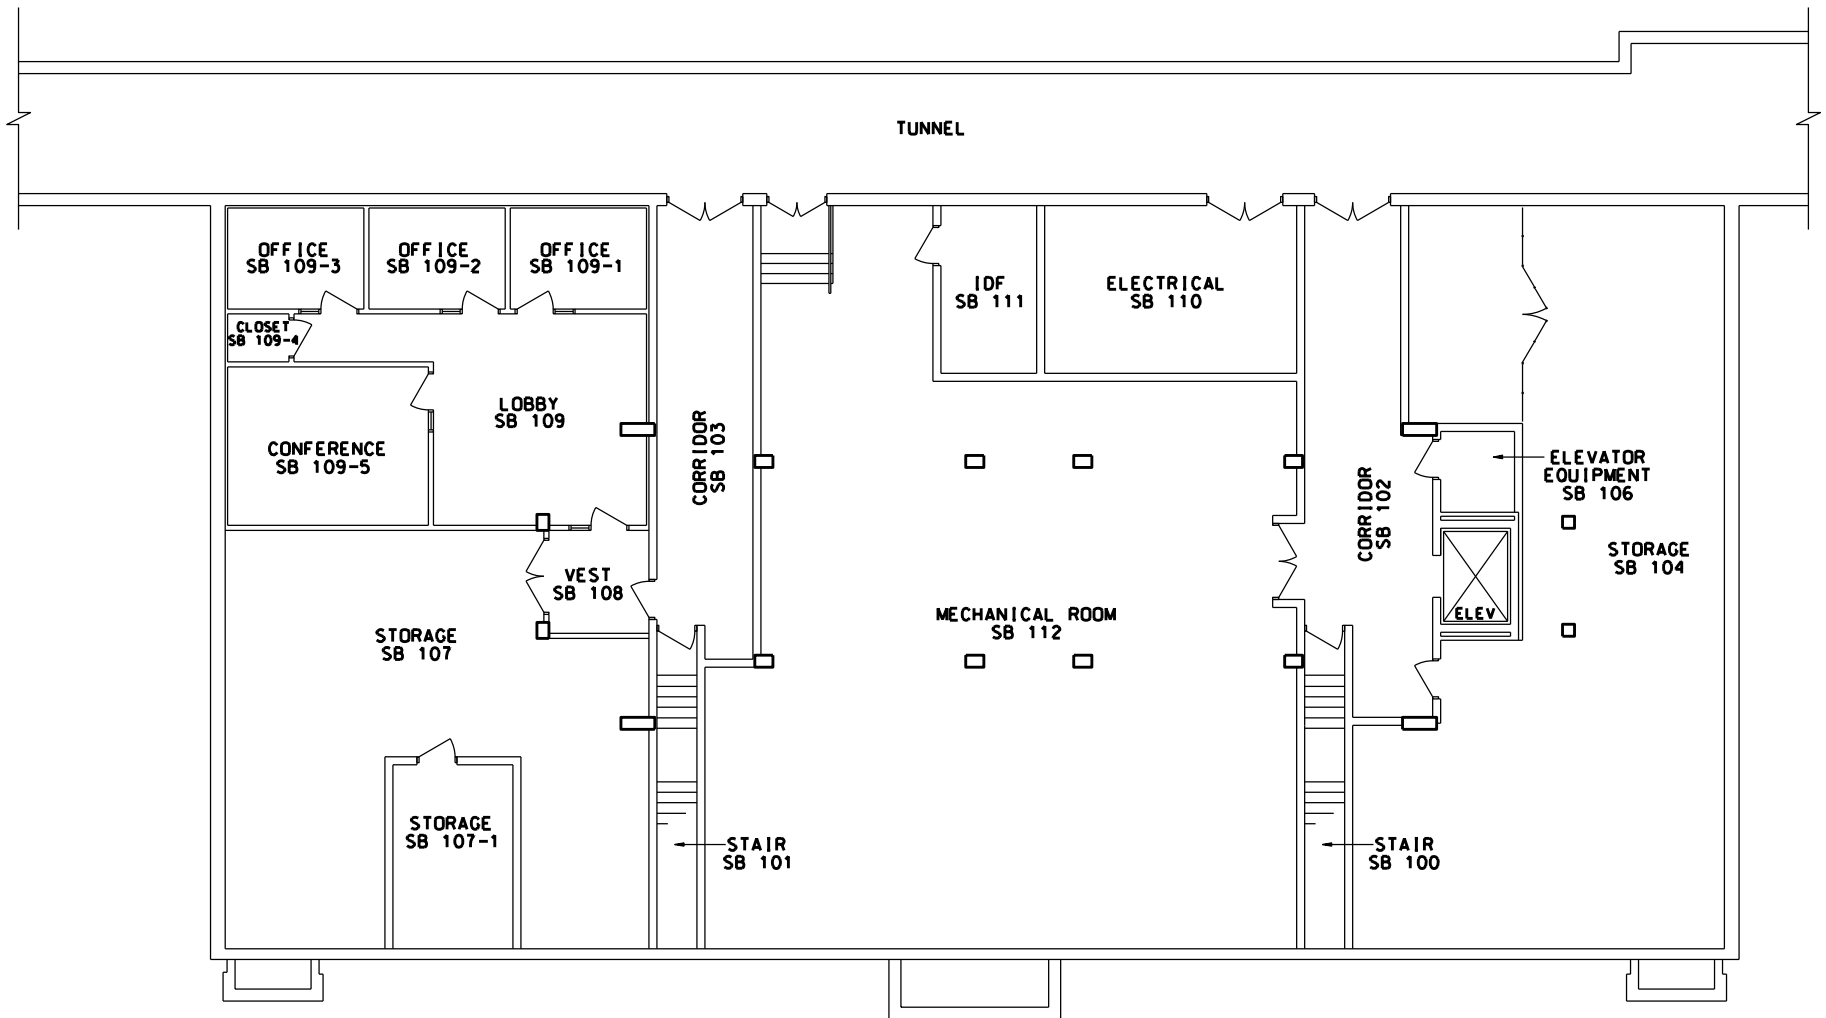 TUNNEL
OFFICE
SB 109-3
OFFICE
SB 109-2
OFFICE
SB 109-1
IDF
SB 111
ELECTRICAL
SB 110
CLOSET
SB 109-4
LOBBY
SB 109
CONFERENCE
SB 109-5
CORRIDOR
SB 103
CORRIDOR
SB 102
ELEVATOR
EQUIPMENT
SB 106
STORAGE
SB 104
VEST
SB 108
ELEV
MECHANICAL ROOM
SB 112
STORAGE
SB 107
STORAGE
SB 107-1
STAIR
SB 101
STAIR
SB 100